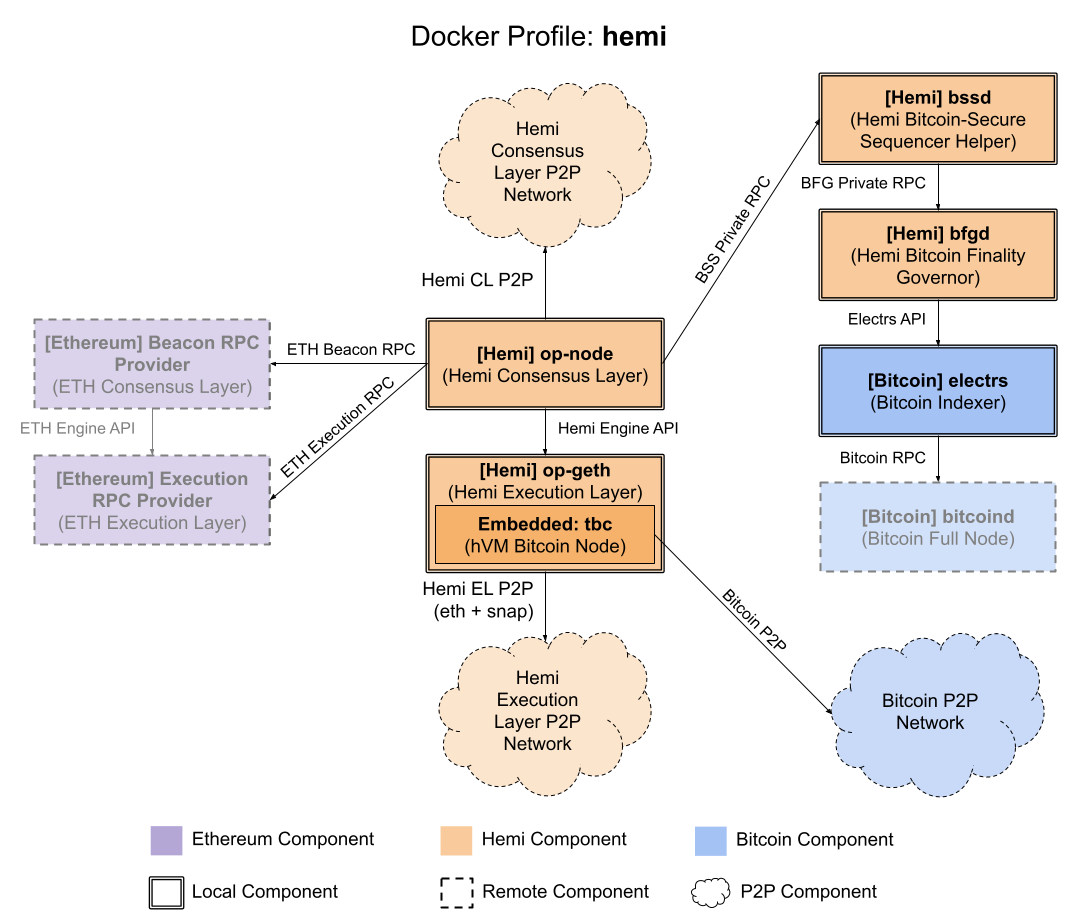 Docker Profile: hemi
Hemi
Consensus
Layer P2P
Network
[Hemi] bssd
(Hemi Bitcoin-Secure
Sequencer Helper)
BFG Private RPC
BSS Private RPC
[Hemi] bfgd
(Hemi Bitcoin Finality
Governor)
Hemi CL P2P
Electrs API
[Ethereum] Beacon RPC
Provider
(ETH Consensus Layer)
ETH Beacon RPC
[Hemi] op-node
(Hemi Consensus Layer)
[Bitcoin] electrs
(Bitcoin Indexer)
ETH Engine API
ETH Execution RPC
Hemi Engine API
Bitcoin RPC
[Ethereum] Execution
RPC Provider
(ETH Execution Layer)
[Hemi] op-geth
(Hemi Execution Layer)
Embedded: tbc
(hVM Bitcoin Node)
[Bitcoin] bitcoind
(Bitcoin Full Node)
Hemi EL P2P
(eth + snap)
Bitcoin P2P
Hemi
Execution
Layer P2P
Network
Bitcoin P2P
Network
Ethereum Component
Hemi Component
Bitcoin Component
Local Component
Remote Component
P2P Component